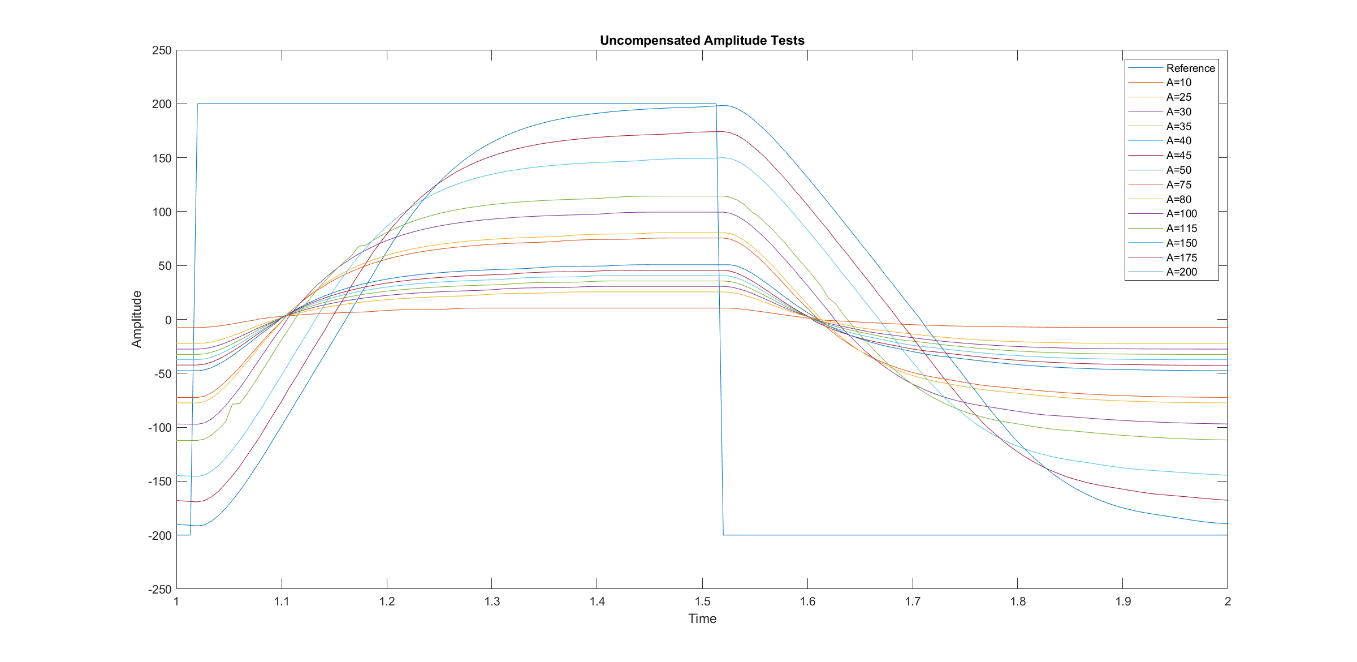 Uncompensated Amplitude Tests
250
200
150
100
50
0
-50
-100
-150
-200
-250
Amplitude
1
1.1
1.2
1.3
1.4
1.5
1.6
1.7
1.8
1.9
2
Time
Reference
A=10
A=25
A=30
A=35
A=40
A=45
A=50
A=75
A=80
A=100
A=115
A=150
A=175
A=200